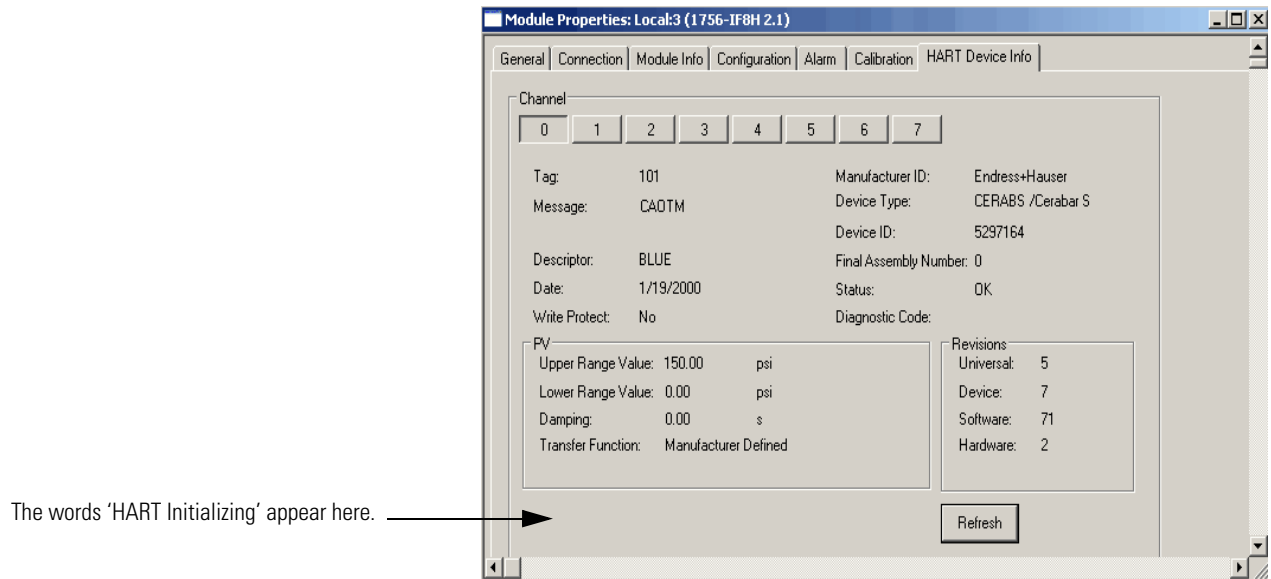 Module Properties: Local:3 (1756-IF8H 2.1)
General Connection Module Info Configuration Alarm Calibration HART Device Info
Channel
0 1 2 3 4 5 6 7
Tag: 101
Message: CAOTM
Descriptor: BLUE
Date: 1/19/2000
Write Protect: No
Manufacturer ID: Endress+Hauser
Device Type: CERABS /Cerabar S
Device ID: 5297164
Final Assembly Number: 0
Status: OK
Diagnostic Code:
PV
Upper Range Value: 150.00 psi
Lower Range Value: 0.00 psi
Damping: 0.00 s
Transfer Function: Manufacturer Defined
Revisions
Universal: 5
Device: 7
Software: 71
Hardware: 2
The words ‘HART Initializing’ appear here.
Refresh